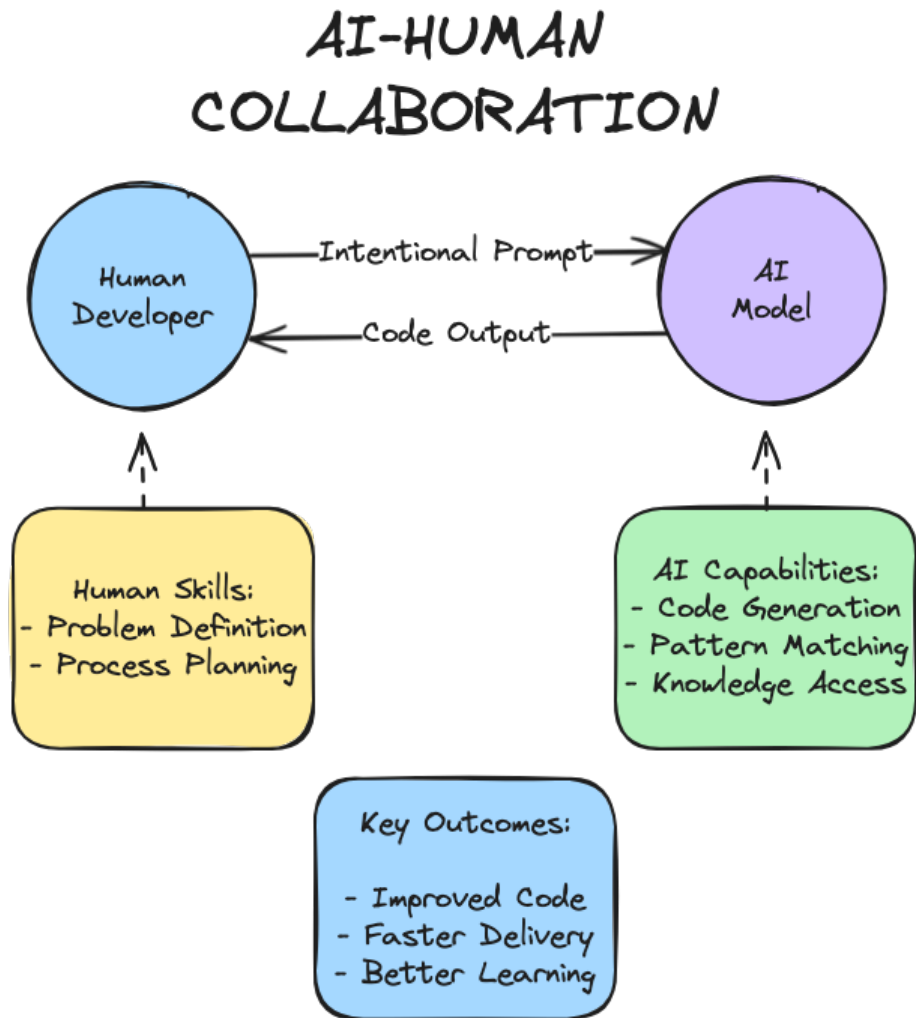 AI-HUMAN
COLLABORATION
Human
Developer
Intentional Prompt
Code Output
AI
Model
Human Skills:
- Problem Definition
- Process Planning
AI Capabilities:
- Code Generation
- Pattern Matching
- Knowledge Access
Key Outcomes:
- Improved Code
- Faster Delivery
- Better Learning